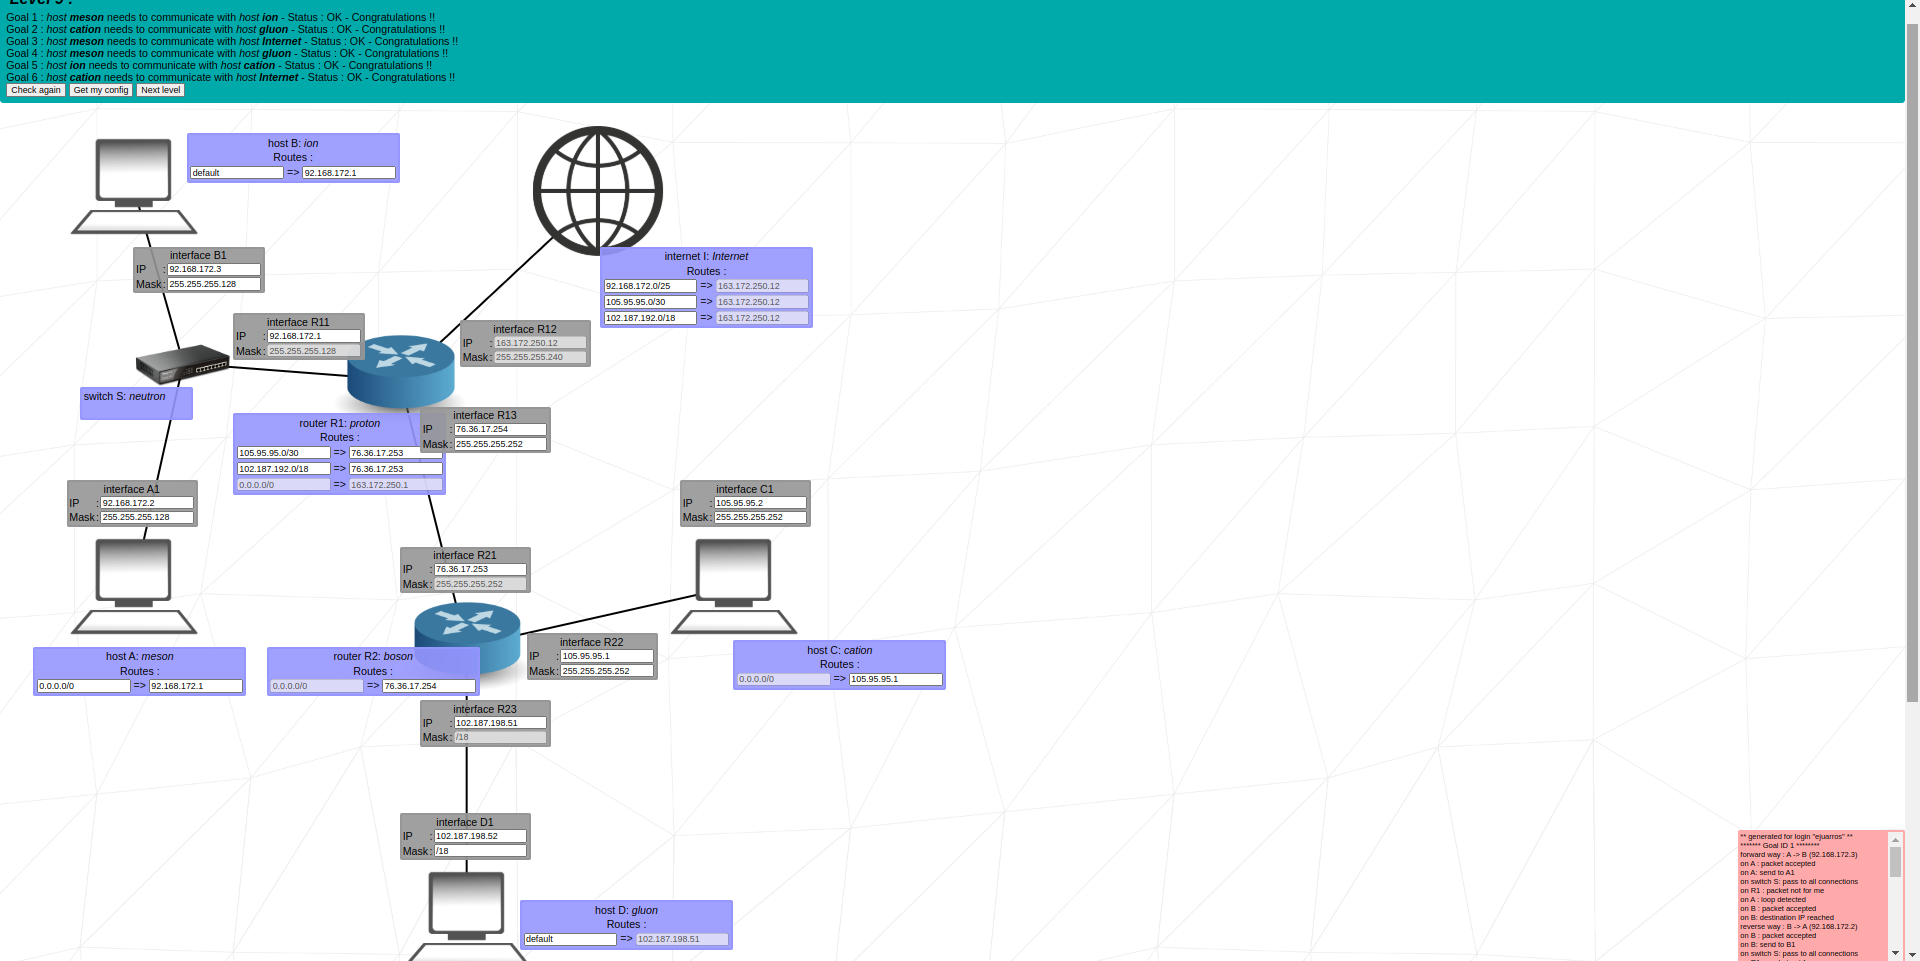 Level 9 :
Goal 1 : host meson needs to communicate with host ion - Status : OK - Congratulations !!
Goal 2 : host cation needs to communicate with host gluon - Status : OK - Congratulations !!
Goal 3 : host meson needs to communicate with host Internet - Status : OK - Congratulations !!
Goal 4 : host meson needs to communicate with host gluon - Status : OK - Congratulations !!
Goal 5 : host ion needs to communicate with host cation - Status : OK - Congratulations !!
Goal 6 : host cation needs to communicate with host Internet - Status : OK - Congratulations !!
Check again Get my config Next level
host B: ion
Routes :
default => 92.168.172.1
interface B1
IP : 92.168.172.3
Mask : 255.255.255.128
internet I: Internet
Routes :
92.168.172.0/25 => 163.172.250.12
105.95.95.0/30 => 163.172.250.12
102.187.192.0/18 => 163.172.250.12
interface R11
IP : 92.168.172.1
Mask : 255.255.255.128
interface R12
IP : 163.172.250.12
Mask : 255.255.255.240
switch S: neutron
interface R13
IP : 76.36.17.254
Mask : 255.255.255.252
router R1: proton
Routes :
105.95.95.0/30 => 76.36.17.253
102.187.192.0/18 => 76.36.17.253
0.0.0.0/0 => 163.172.250.1
interface A1
IP : 92.168.172.2
Mask : 255.255.255.128
interface C1
IP : 105.95.95.2
Mask : 255.255.255.252
interface R21
IP : 76.36.17.253
Mask : 255.255.255.252
interface R22
IP : 105.95.95.1
Mask : 255.255.255.252
host A: meson
Routes :
0.0.0.0/0 => 92.168.172.1
router R2: boson
Routes :
0.0.0.0/0 => 76.36.17.254
host C: cation
Routes :
0.0.0.0/0 => 105.95.95.1
interface R23
IP : 102.187.198.51
Mask : /18
interface D1
IP : 102.187.198.52
Mask : /18
host D: gluon
Routes :
default => 102.187.198.51
** generated for login "ejuarros" **
******* Goal ID 1 ********
forward way : A -> B (92.168.172.3)
on A : packet accepted
on A: send to A1
on switch S: pass to all connections
on R1 : packet not for me
on A : loop detected
on B : packet accepted
on B: destination IP reached
reverse way : B -> A (92.168.172.2)
on B : packet accepted
on B: send to B1
on switch S: pass to all connections